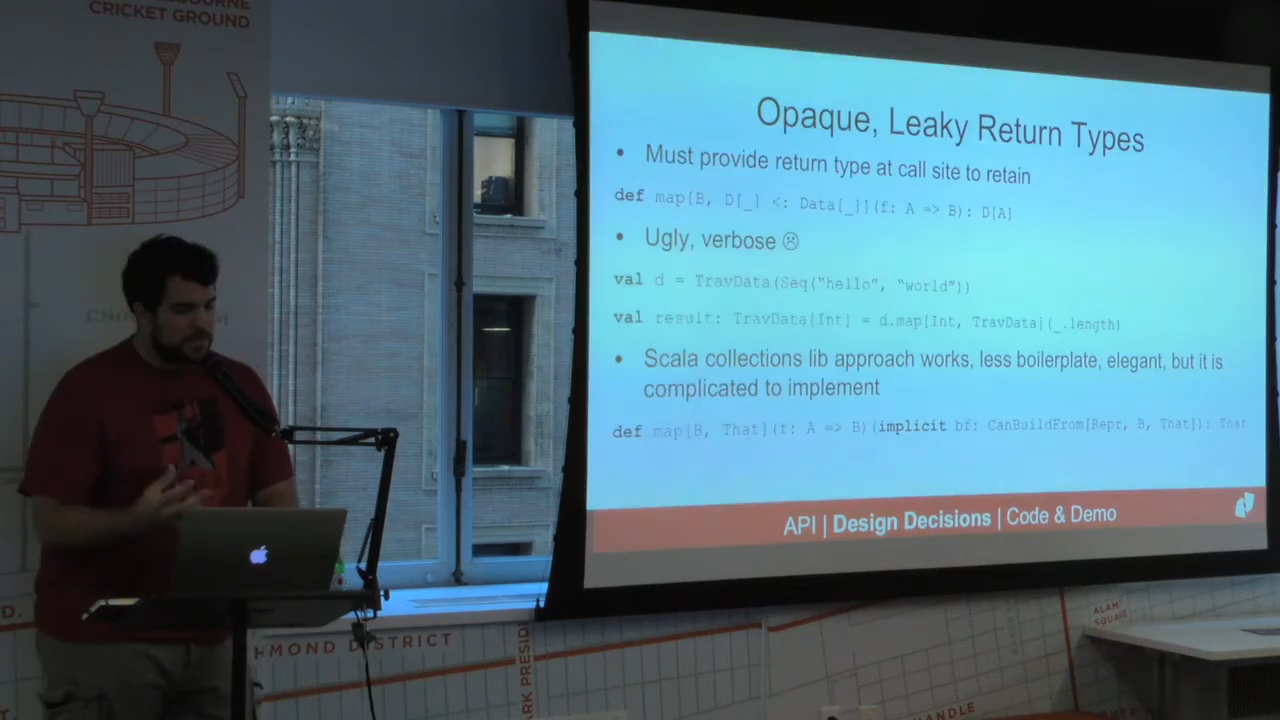 CRICKET GROUND
Opaque, Leaky Return Types
• Must provide return type at call site to retain
def map[B, D[_] <: Data[_]](f: A => B): D[A]
• Ugly, verbose ☹
val d = TravData(Seq("hello", "world"))
val result: TravData[Int] = d.map[Int, TravData](_.length)
• Scala collections lib approach works, less boilerplate, elegant, but it is
complicated to implement
def map[B, That](f: A => B)(implicit bf: CanBuildFrom[Repr, B, That]): That
API | Design Decisions | Code & Demo
ALAMO
SQUARE
DISTRICT